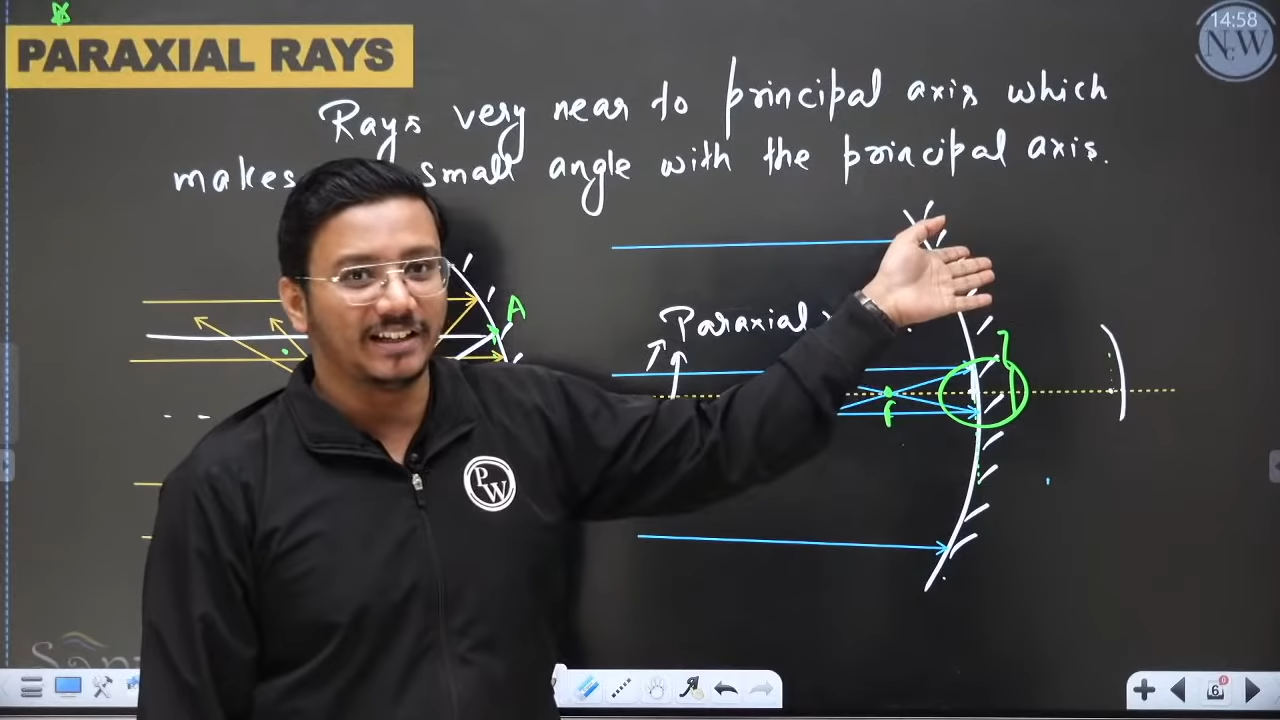 PARAXIAL RAYS
14:58
Rays very near to principal axis which
makes small angle with the principal axis.
A
Paraxial
F
PW
6